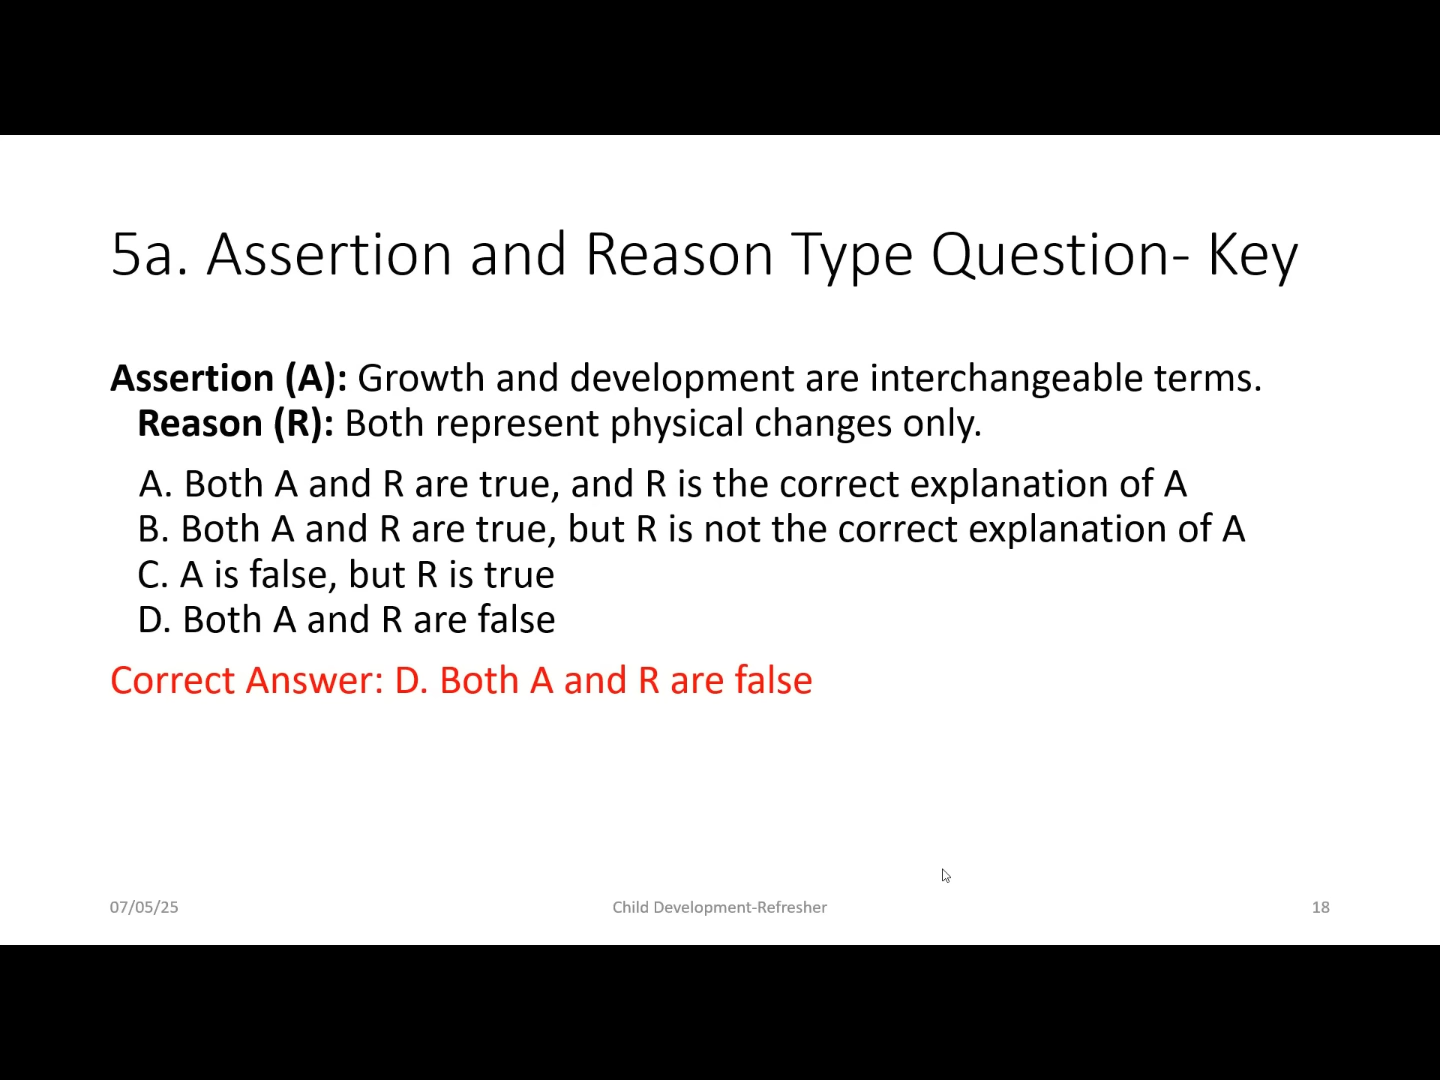 5a. Assertion and Reason Type Question- Key
Assertion (A): Growth and development are interchangeable terms.
Reason (R): Both represent physical changes only.
A. Both A and R are true, and R is the correct explanation of A
B. Both A and R are true, but R is not the correct explanation of A
C. A is false, but R is true
D. Both A and R are false
Correct Answer: D. Both A and R are false
07/05/25
Child Development-Refresher
18